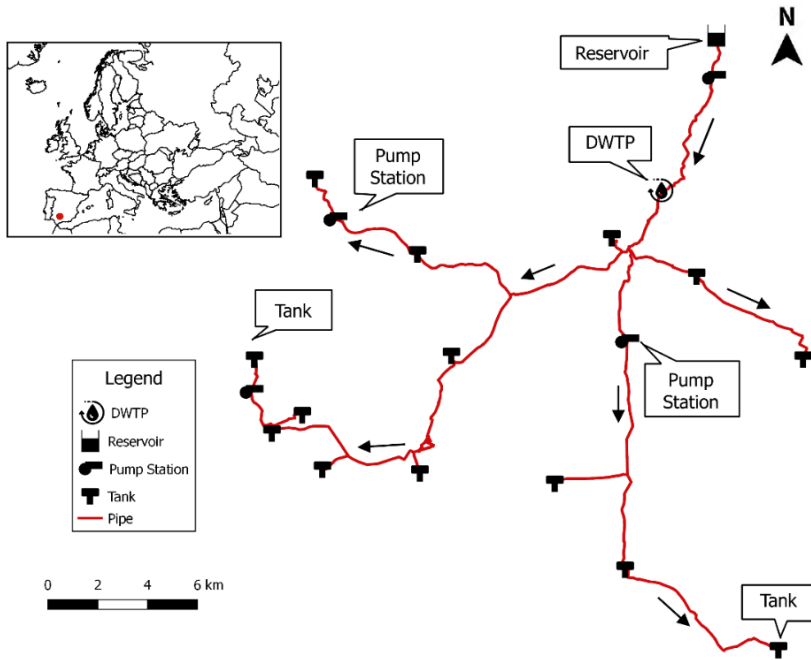 N
Reservoir
DWTP
Pump
Station
Tank
Pump
Station
Legend
DWTP
Reservoir
Pump Station
Tank
Pipe
0 2 4 6 km
Tank